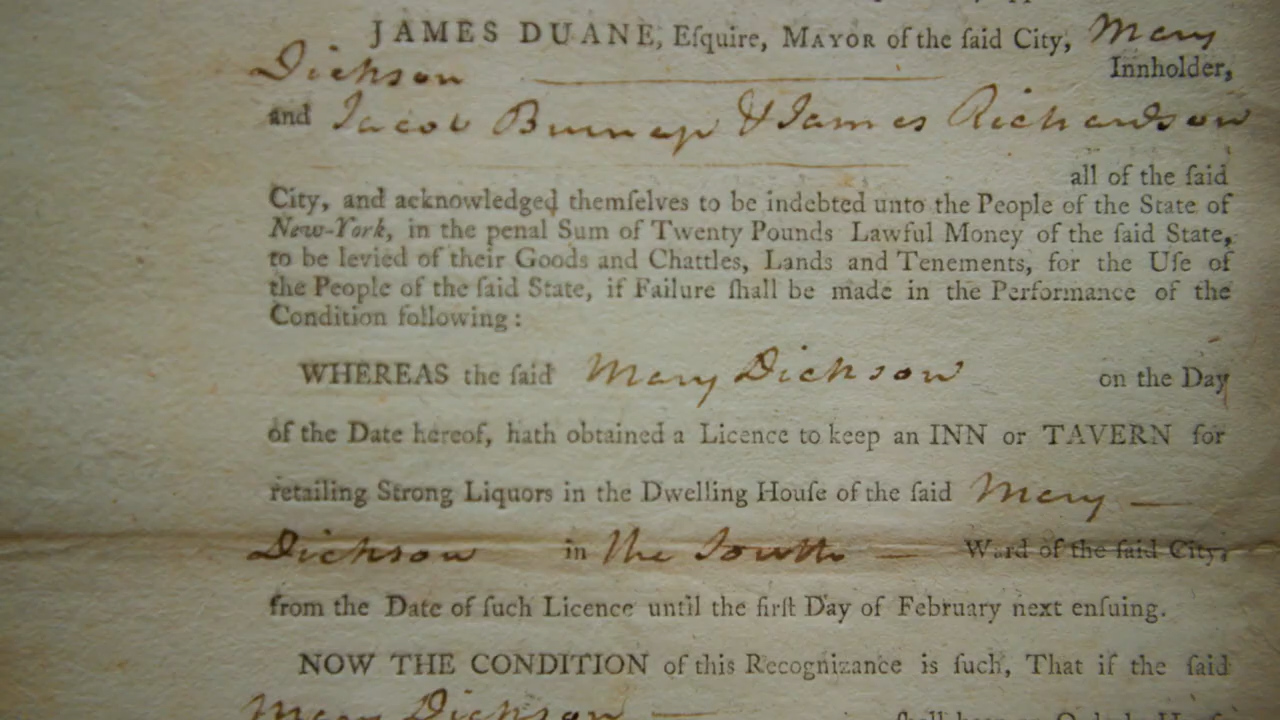 JAMES DUANE, Eſquire, MAYOR of the ſaid City, Mary
Dickson Innholder,
and Jacob Burnap & James Richardson
all of the ſaid
City, and acknowledged themſelves to be indebted unto the People of the State of
New-York, in the penal Sum of Twenty Pounds Lawful Money of the ſaid State,
to be levied of their Goods and Chattles, Lands and Tenements, for the Uſe of
the People of the ſaid State, if Failure ſhall be made in the Performance of the
Condition following:
WHEREAS the ſaid Mary Dickson on the Day
of the Date hereof, hath obtained a Licence to keep an INN or TAVERN for
retailing Strong Liquors in the Dwelling Houſe of the ſaid Mary —
Dickson in the South — Ward of the ſaid City,
from the Date of ſuch Licence until the firſt Day of February next enſuing.
NOW THE CONDITION of this Recognizance is ſuch, That if the ſaid
Mary Dickson — ſhall